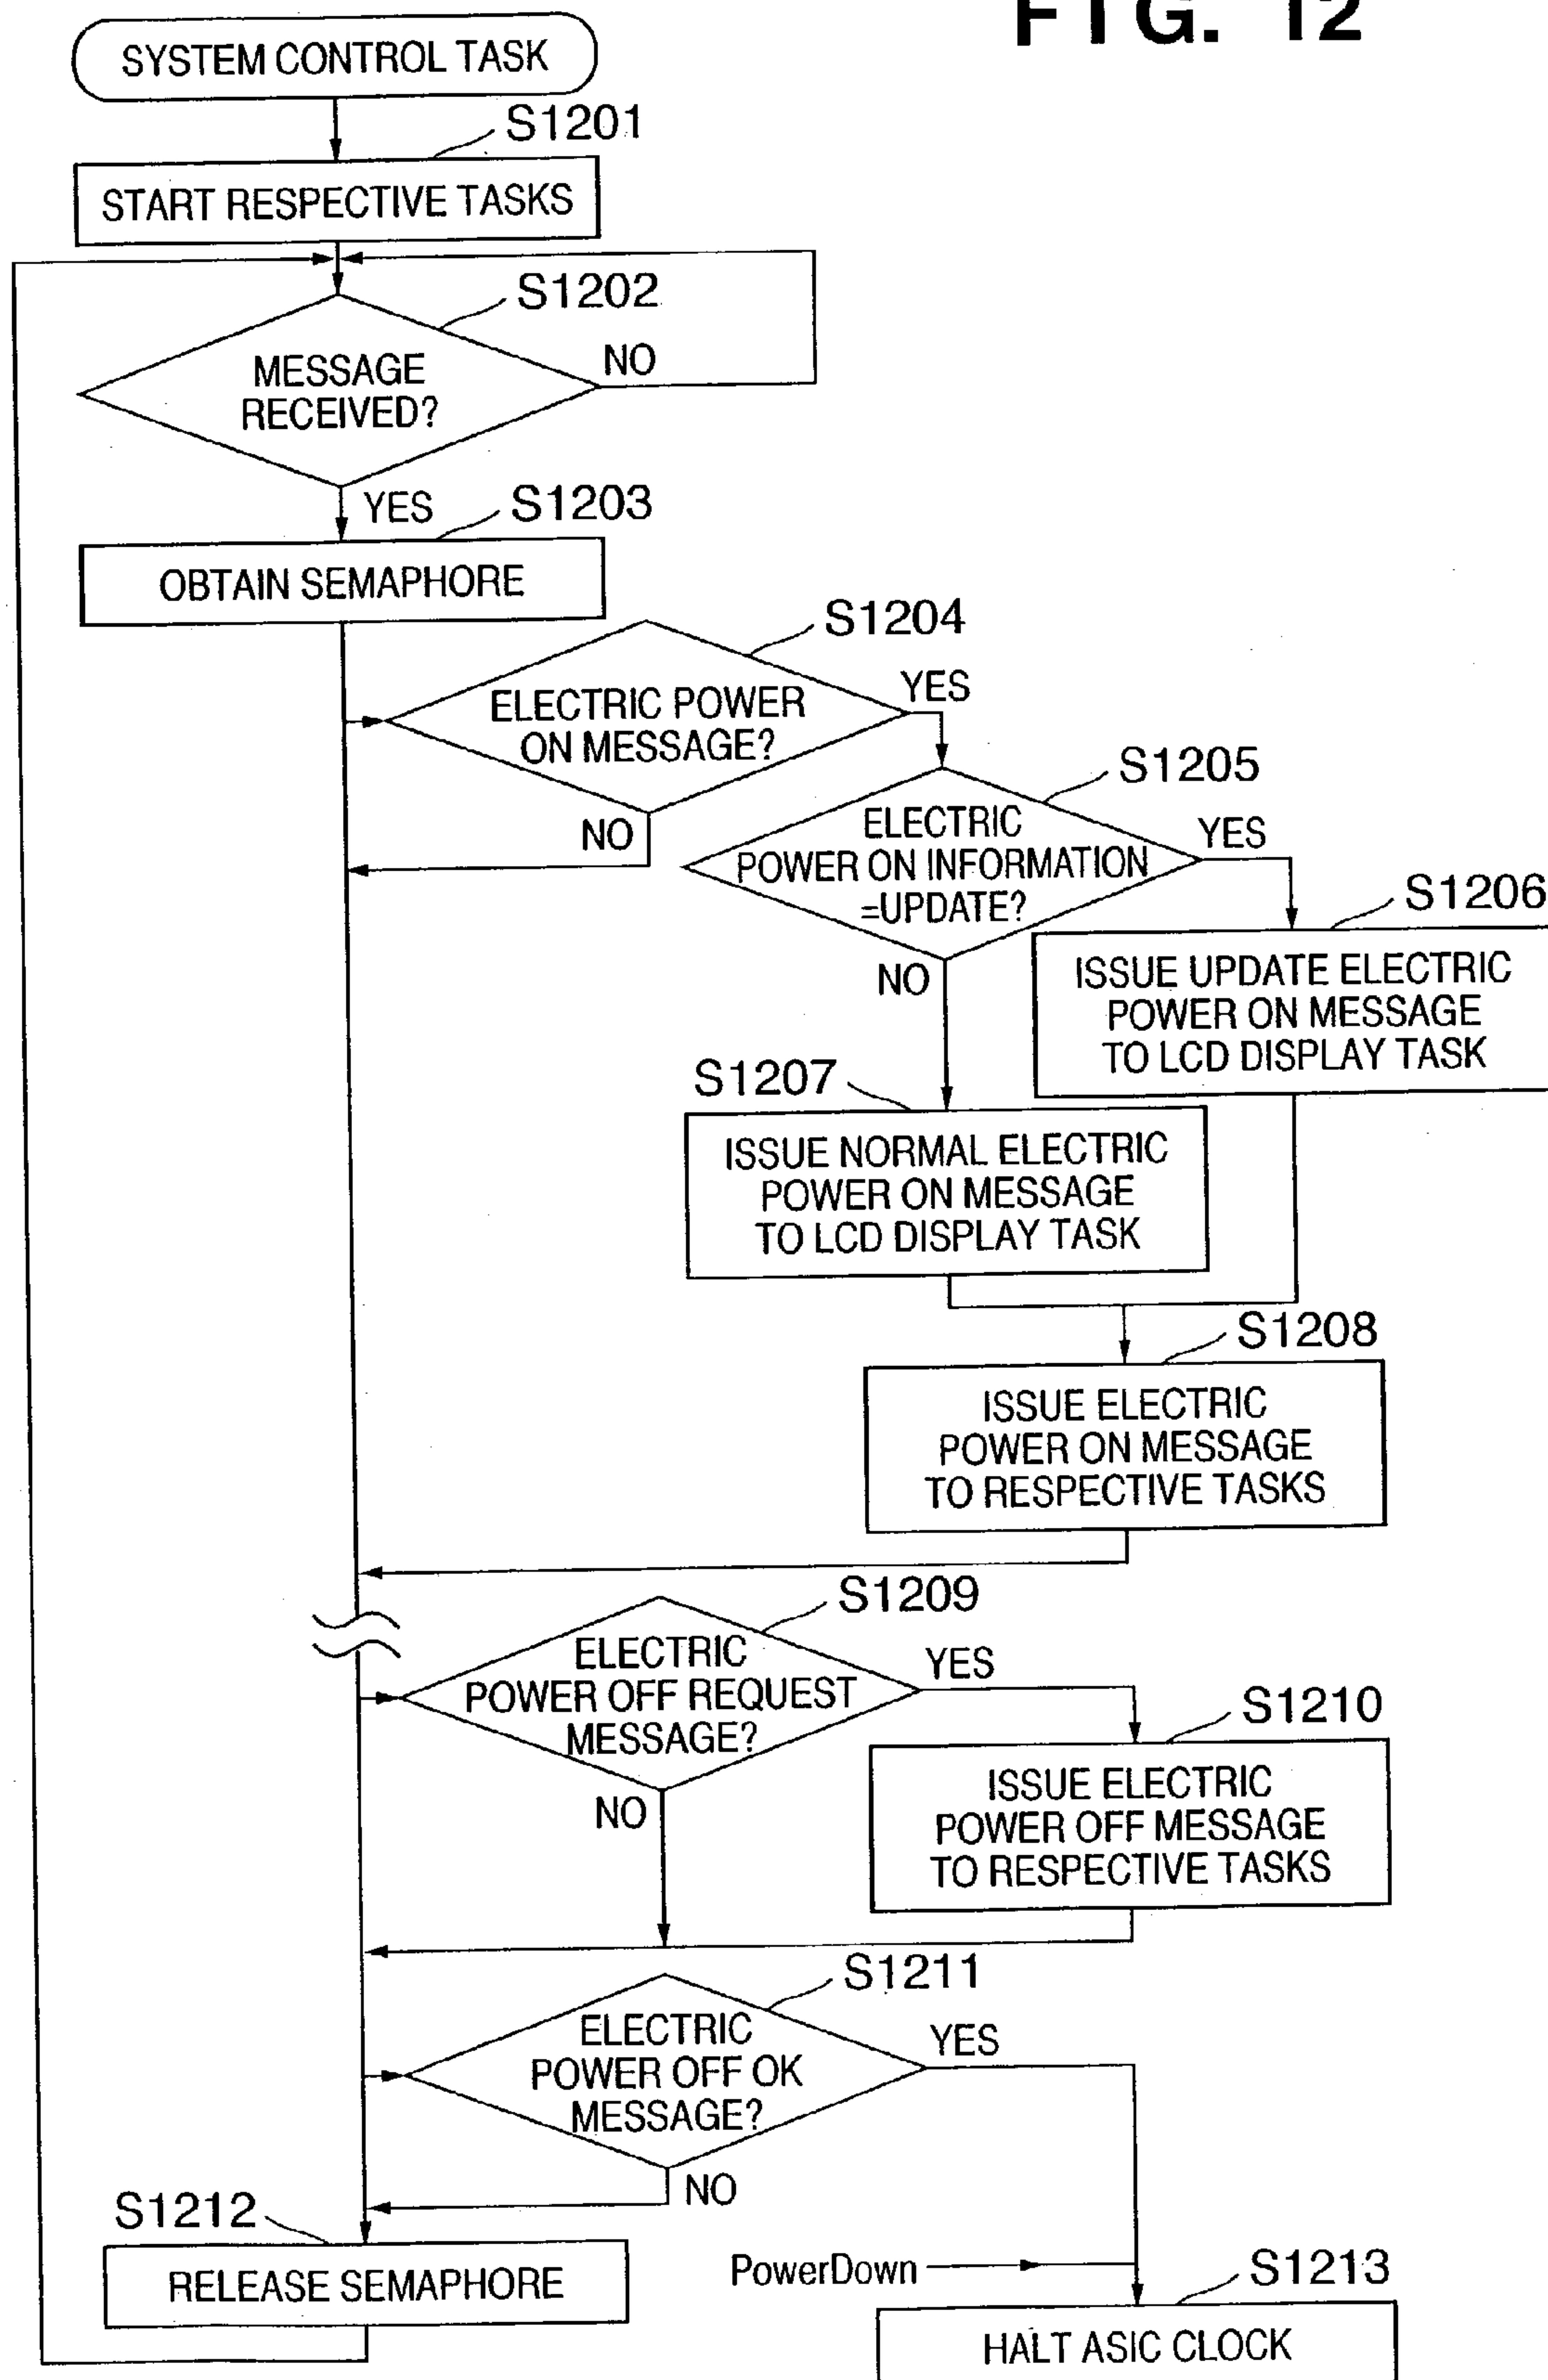 FIG. 12
SYSTEM CONTROL TASK
S1201
START RESPECTIVE TASKS
S1202
MESSAGE
RECEIVED?
NO
YES
S1203
OBTAIN SEMAPHORE
S1204
ELECTRIC POWER
ON MESSAGE?
YES
NO
S1205
ELECTRIC
POWER ON INFORMATION
=UPDATE?
YES
NO
S1206
ISSUE UPDATE ELECTRIC
POWER ON MESSAGE
TO LCD DISPLAY TASK
S1207
ISSUE NORMAL ELECTRIC
POWER ON MESSAGE
TO LCD DISPLAY TASK
S1208
ISSUE ELECTRIC
POWER ON MESSAGE
TO RESPECTIVE TASKS
S1209
ELECTRIC
POWER OFF REQUEST
MESSAGE?
YES
NO
S1210
ISSUE ELECTRIC
POWER OFF MESSAGE
TO RESPECTIVE TASKS
S1211
ELECTRIC
POWER OFF OK
MESSAGE?
YES
NO
S1212
RELEASE SEMAPHORE
PowerDown
S1213
HALT ASIC CLOCK